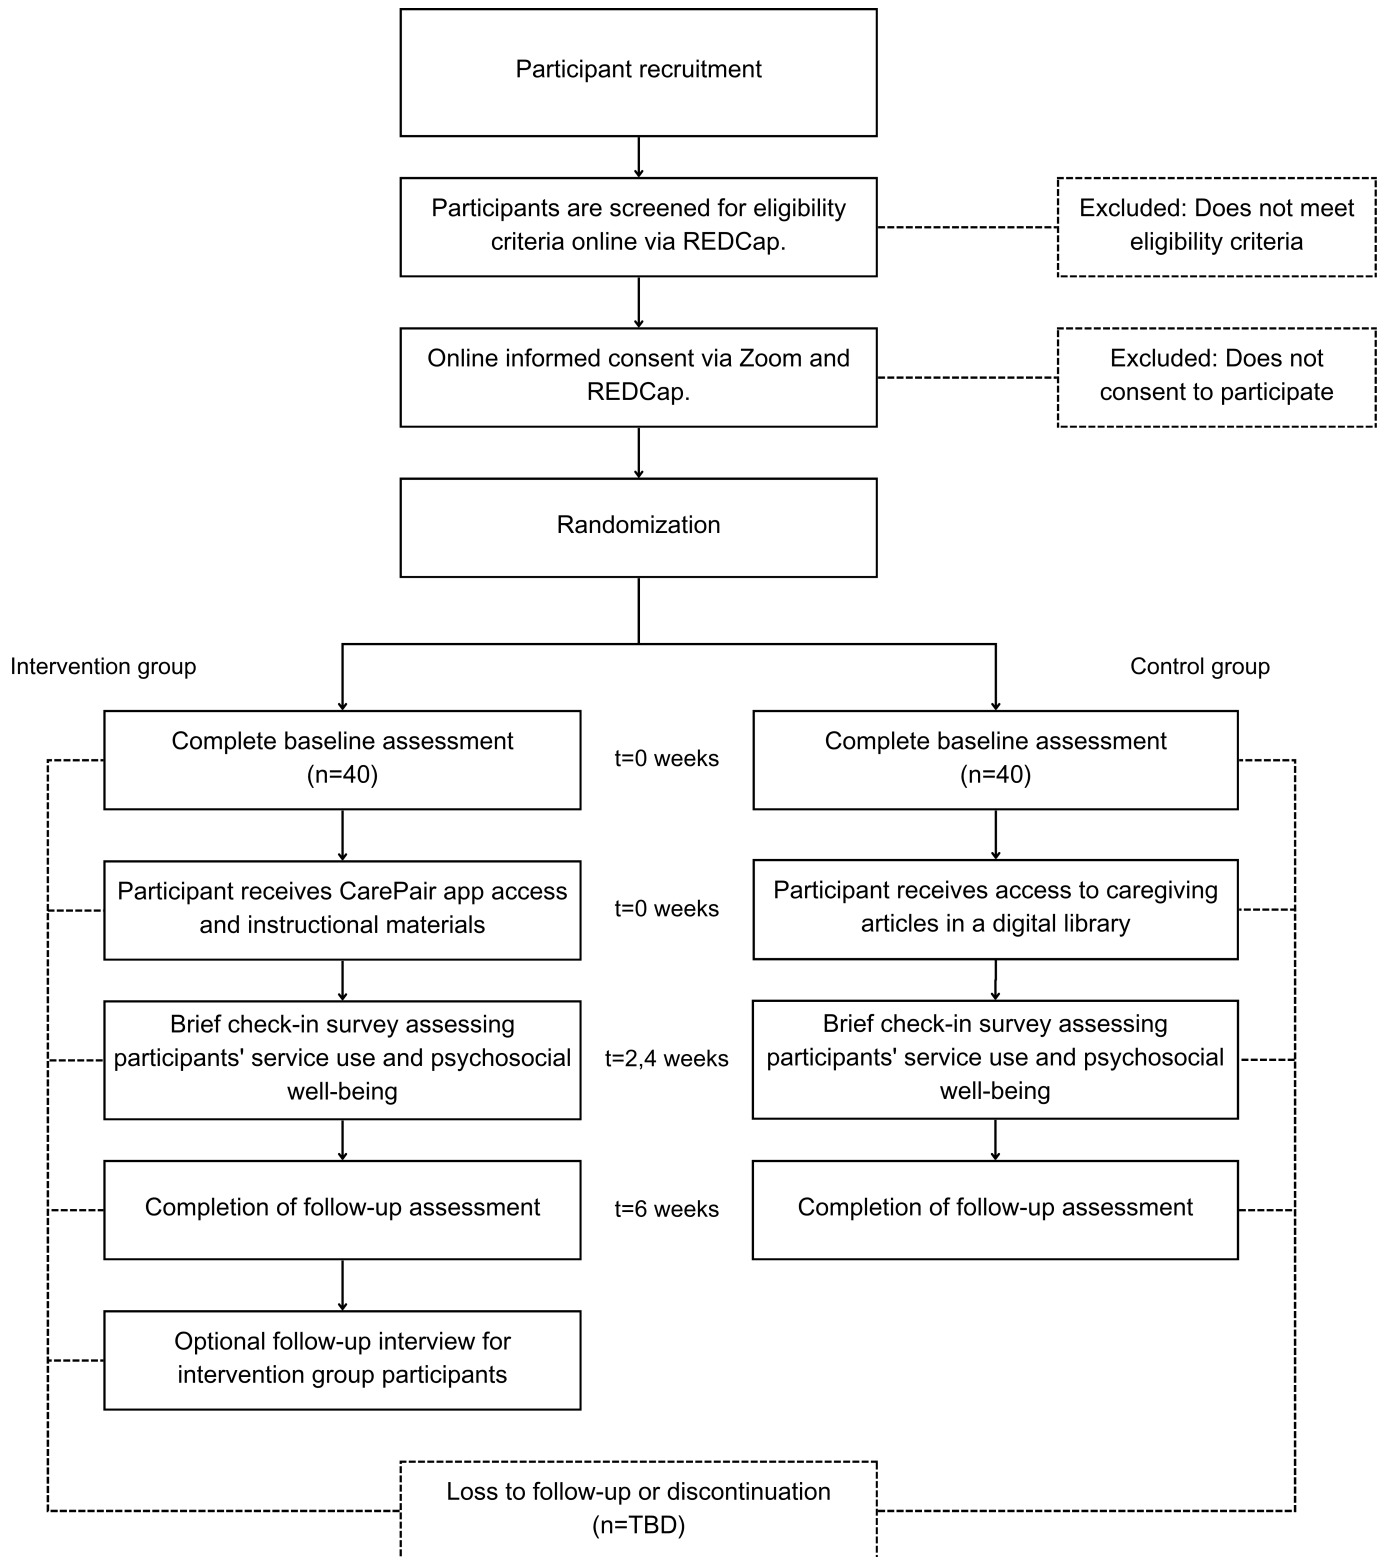 Participant recruitment
Participants are screened for eligibility
criteria online via REDCap.
Excluded: Does not meet
eligibility criteria
Online informed consent via Zoom and
REDCap.
Excluded: Does not
consent to participate
Randomization
Intervention group
Control group
Complete baseline assessment
(n=40)
t=0 weeks
Complete baseline assessment
(n=40)
Participant receives CarePair app access
and instructional materials
t=0 weeks
Participant receives access to caregiving
articles in a digital library
Brief check-in survey assessing
participants' service use and psychosocial
well-being
t=2,4 weeks
Brief check-in survey assessing
participants' service use and psychosocial
well-being
Completion of follow-up assessment
t=6 weeks
Completion of follow-up assessment
Optional follow-up interview for
intervention group participants
Loss to follow-up or discontinuation
(n=TBD)